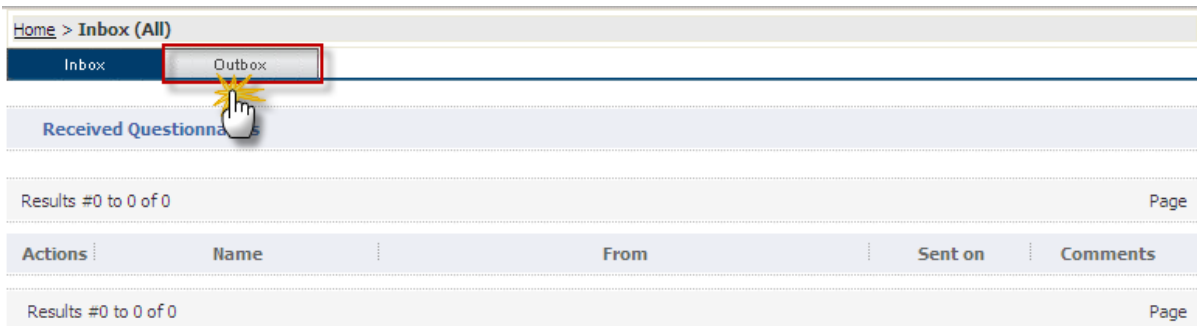 Home > Inbox (All)
Inbox Outbox
Received Questionna s
Results #0 to 0 of 0 Page
Actions Name From Sent on Comments
Results #0 to 0 of 0 Page